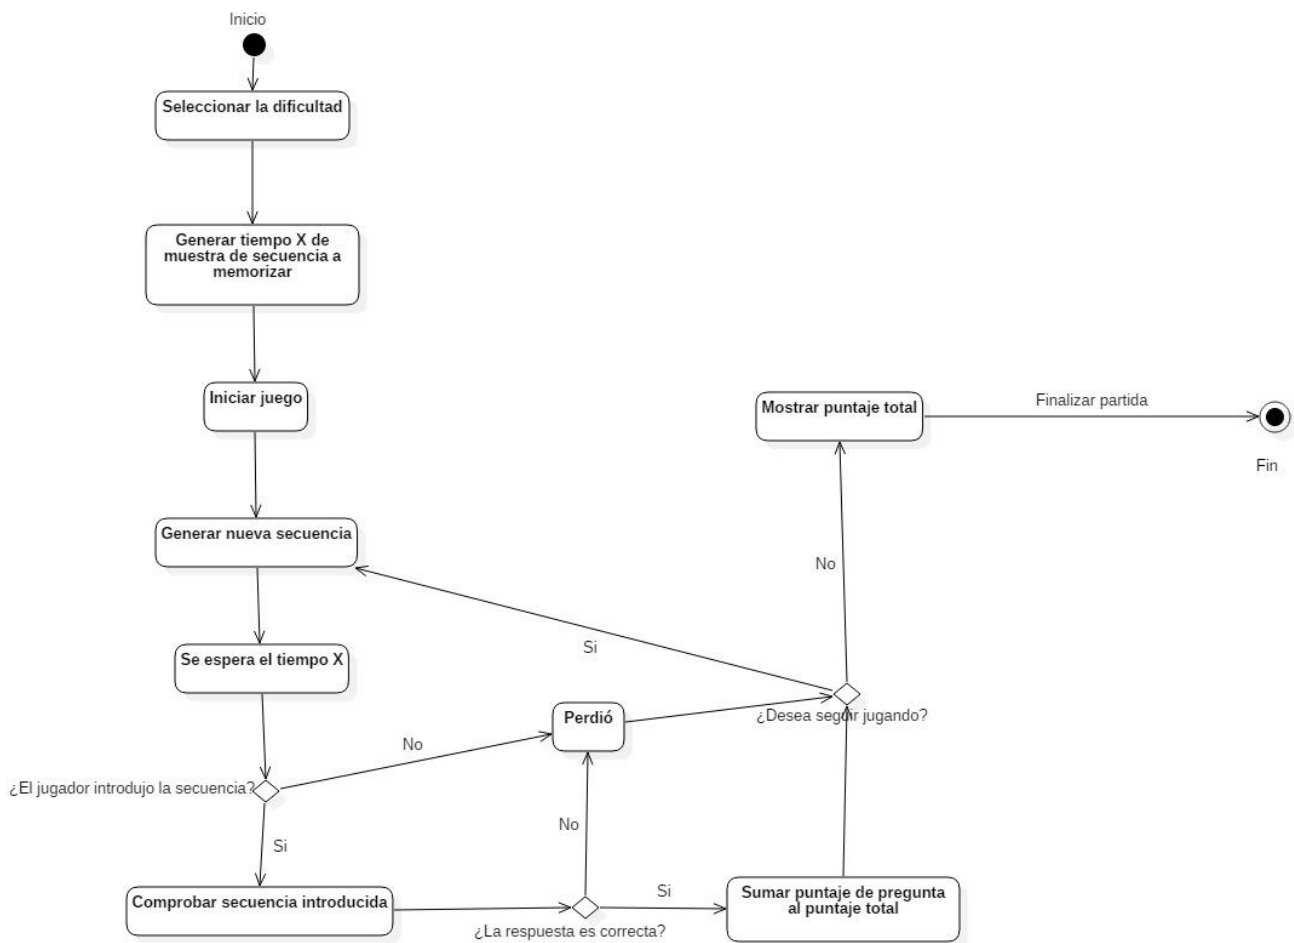 Inicio
Seleccionar la dificultad
Generar tiempo X de
muestra de secuencia a
memorizar
Iniciar juego
Mostrar puntaje total
Finalizar partida
Fin
Generar nueva secuencia
No
Si
Se espera el tiempo X
Perdió
¿Desea seguir jugando?
No
¿El jugador introdujo la secuencia?
No
Si
Comprobar secuencia introducida
Si
Sumar puntaje de pregunta
al puntaje total
¿La respuesta es correcta?